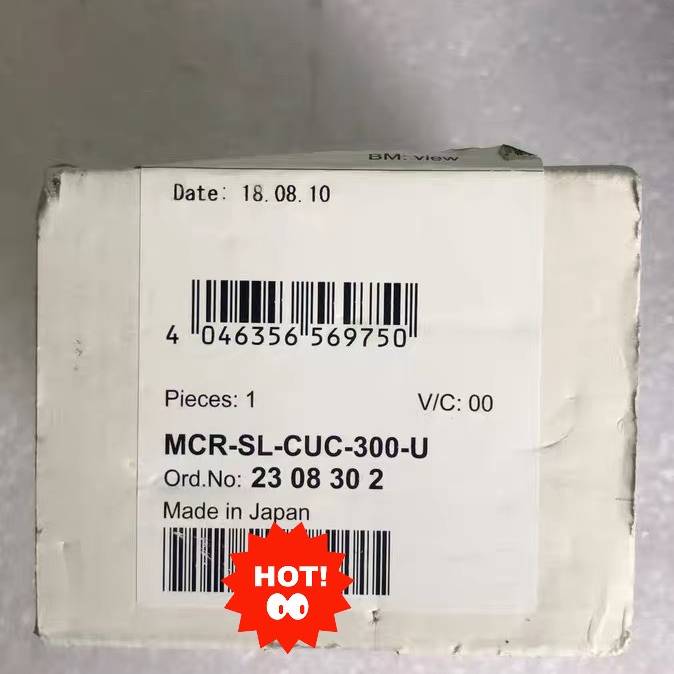 BM: view
Date: 18.08.10
4 046356 569750
Pieces: 1 V/C: 00
MCR-SL-CUC-300-U
Ord.No: 23 08 30 2
Made in Japan
HOT!